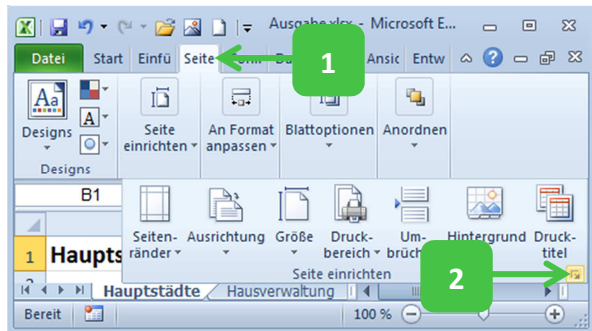 Ausgabe.xlsx - Microsoft E...
Datei Start Einfü Seite Ansic Entw
1
Aa
A
Designs
Seite einrichten
An Format anpassen
Blattoptionen
Anordnen
Designs
B1
Seiten-ränder
Ausrichtung
Größe
Druck-bereich
Um-brüch
Hintergrund
Druck-titel
Seite einrichten
2
1 Haupts
Hauptstädte Hausverwaltung
Bereit 100 %